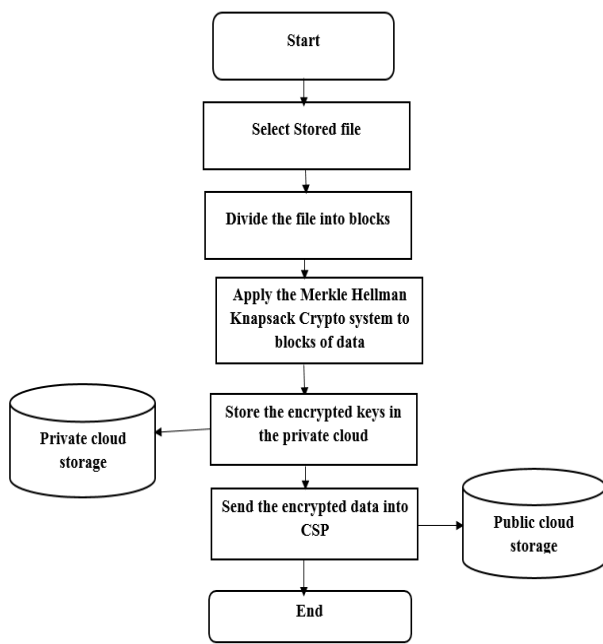 Start
Select Stored file
Divide the file into blocks
Apply the Merkle Hellman
Knapsack Crypto system to
blocks of data
Store the encrypted keys in
the private cloud
Private cloud
storage
Send the encrypted data into
CSP
Public cloud
storage
End